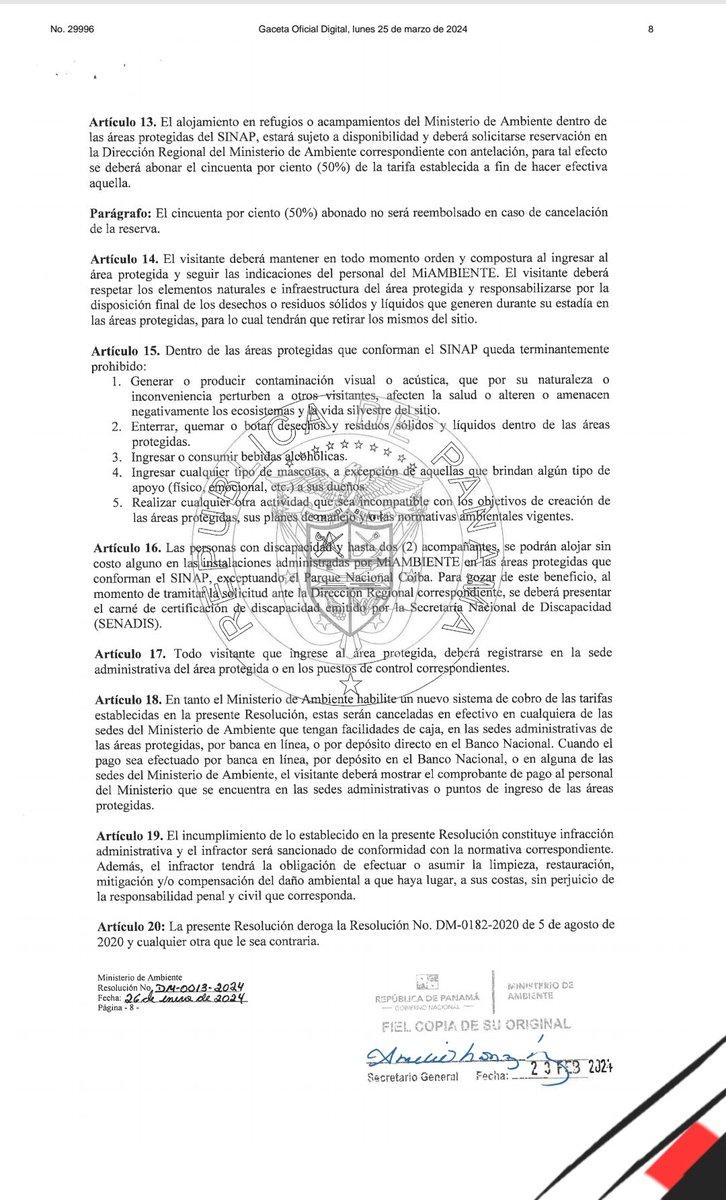 No. 29996
Gaceta Oficial Digital, lunes 25 de marzo de 2024
8
Artículo 13. El alojamiento en refugios o acampamientos del Ministerio de Ambiente dentro de
las áreas protegidas del SINAP, estará sujeto a disponibilidad y deberá solicitarse reservación en
la Dirección Regional del Ministerio de Ambiente correspondiente con antelación, para tal efecto
se deberá abonar el cincuenta por ciento (50%) de la tarifa establecida a fin de hacer efectiva
aquella.
Parágrafo: El cincuenta por ciento (50%) abonado no será reembolsado en caso de cancelación
de la reserva.
Artículo 14. El visitante deberá mantener en todo momento orden y compostura al ingresar al
área protegida y seguir las indicaciones del personal del MiAMBIENTE. El visitante deberá
respetar los elementos naturales e infraestructura del área protegida y responsabilizarse por la
disposición final de los desechos o residuos sólidos y líquidos que generen durante su estadía en
las áreas protegidas, para lo cual tendrán que retirar los mismos del sitio.
Artículo 15. Dentro de las áreas protegidas que conforman el SINAP queda terminantemente
prohibido:
1. Generar o producir contaminación visual o acústica, que por su naturaleza o
inconveniencia perturben a otros visitantes, afecten la salud o alteren o amenacen
negativamente los ecosistemas y la vida silvestre del sitio.
2. Enterrar, quemar o botar desechos y residuos sólidos y líquidos dentro de las áreas
protegidas.
3. Ingresar o consumir bebidas alcohólicas.
4. Ingresar cualquier tipo de mascotas, a excepción de aquellas que brindan algún tipo de
apoyo (físico, emocional, etc.) a sus dueños.
5. Realizar cualquier otra actividad que sea incompatible con los objetivos de creación de
las áreas protegidas, sus planes de manejo y/o las normativas ambientales vigentes.
Artículo 16. Las personas con discapacidad y hasta dos (2) acompañantes, se podrán alojar sin
costo alguno en las instalaciones administradas por MiAMBIENTE en las áreas protegidas que
conforman el SINAP, exceptuando el Parque Nacional Coiba. Para gozar de este beneficio, al
momento de tramitar la solicitud ante la Dirección Regional correspondiente, se deberá presentar
el carné de certificación de discapacidad emitido por la Secretaría Nacional de Discapacidad
(SENADIS).
Artículo 17. Todo visitante que ingrese al área protegida, deberá registrarse en la sede
administrativa del área protegida o en los puestos de control correspondientes.
Artículo 18. En tanto el Ministerio de Ambiente habilite un nuevo sistema de cobro de las tarifas
establecidas en la presente Resolución, estas serán canceladas en efectivo en cualquiera de las
sedes del Ministerio de Ambiente que tengan facilidades de caja, en las sedes administrativas de
las áreas protegidas, por banca en línea, o por depósito directo en el Banco Nacional. Cuando el
pago sea efectuado por banca en línea, por depósito en el Banco Nacional, o en alguna de las
sedes del Ministerio de Ambiente, el visitante deberá mostrar el comprobante de pago al personal
del Ministerio que se encuentra en las sedes administrativas o puntos de ingreso de las áreas
protegidas.
Artículo 19. El incumplimiento de lo establecido en la presente Resolución constituye infracción
administrativa y el infractor será sancionado de conformidad con la normativa correspondiente.
Además, el infractor tendrá la obligación de efectuar o asumir la limpieza, restauración,
mitigación y/o compensación del daño ambiental a que haya lugar, a sus costas, sin perjuicio de
la responsabilidad penal y civil que corresponda.
Artículo 20: La presente Resolución deroga la Resolución No. DM-0182-2020 de 5 de agosto de
2020 y cualquier otra que le sea contraria.
Ministerio de Ambiente
Resolución No. DM-0013-2024
Fecha: 26 de enero de 2024
Página - 8 -
REPÚBLICA DE PANAMÁ
— GOBIERNO NACIONAL —
MINISTERIO DE
AMBIENTE
FIEL COPIA DE SU ORIGINAL
Secretario General Fecha: 23 FEB 2024
REPUBLICA DE PANAMA